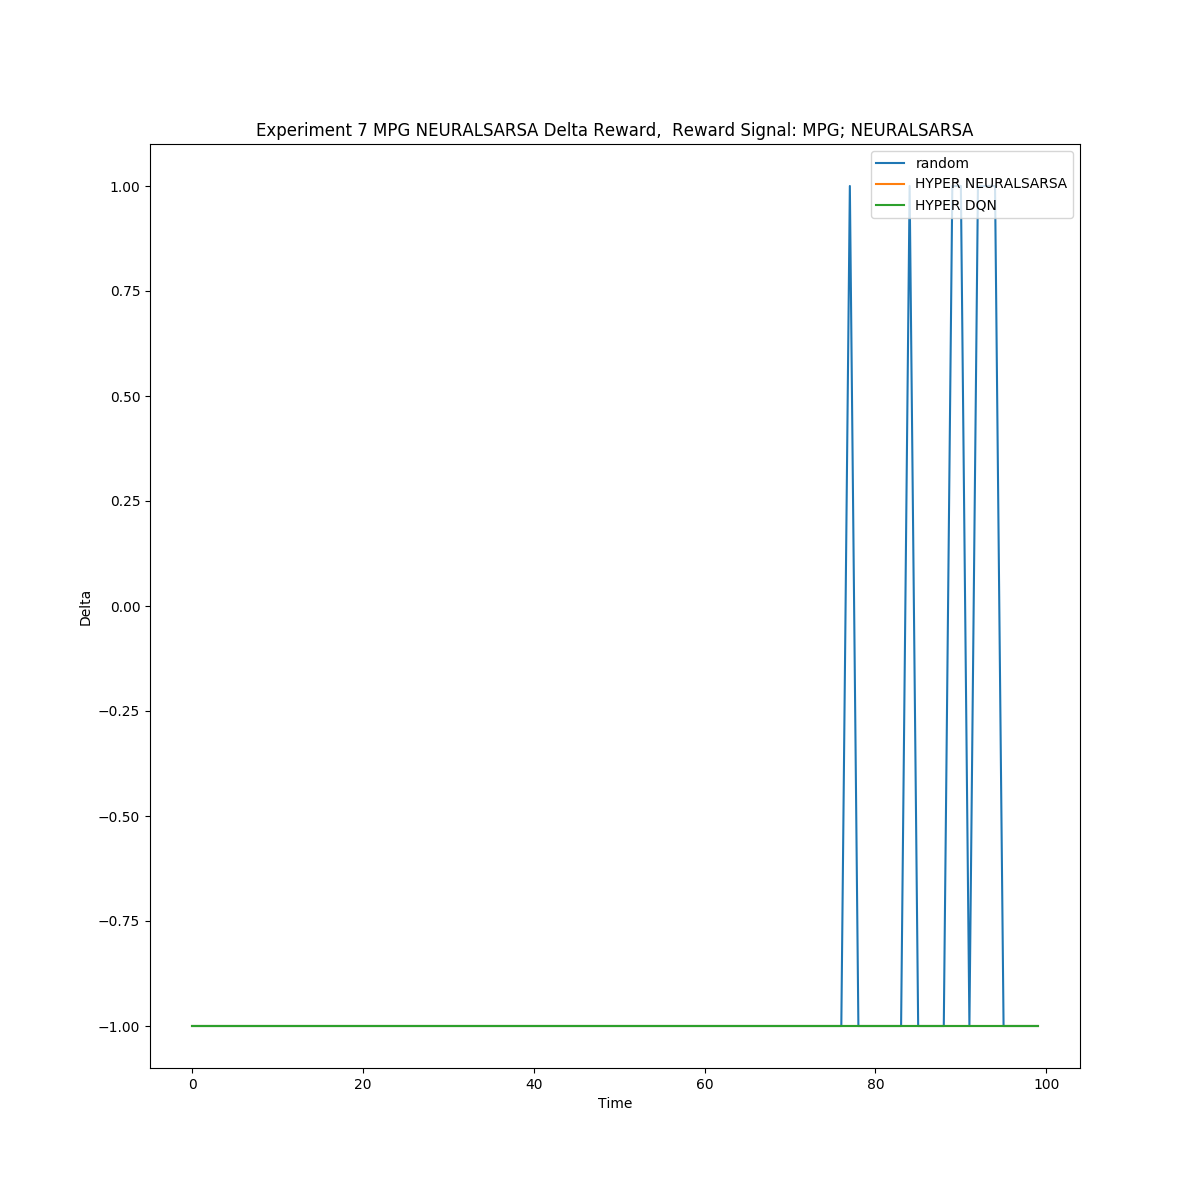 Experiment 7 MPG NEURALSARSA Delta Reward,  Reward Signal: MPG; NEURALSARSA
random
HYPER NEURALSARSA
HYPER DQN
1.00
0.75
0.50
0.25
0.00
−0.25
−0.50
−0.75
−1.00
Delta
0 20 40 60 80 100
Time